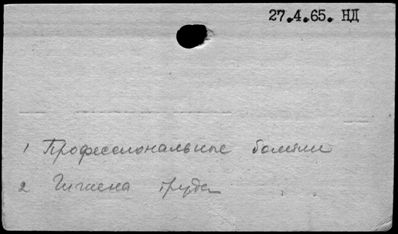 27.4.65. НД
1 Профессиональные болезни
2 Гигиена труда